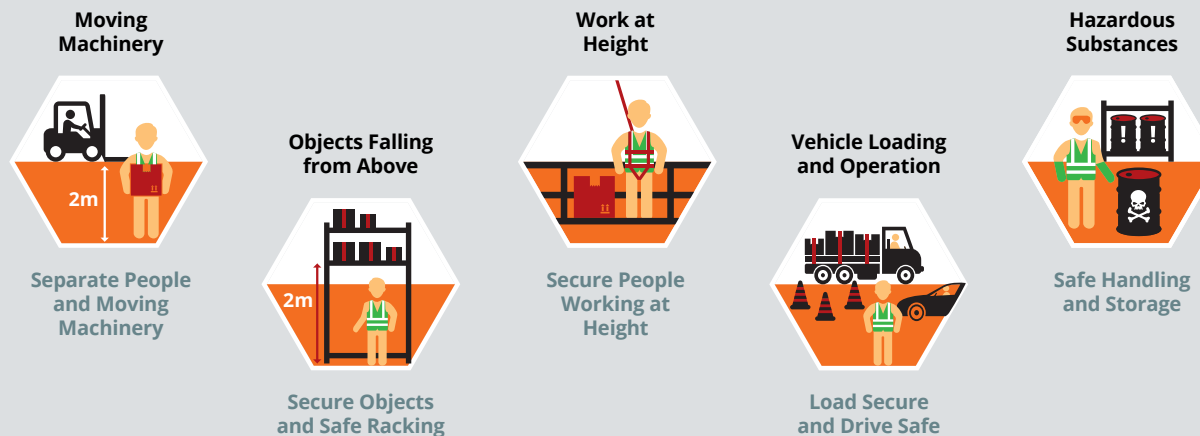 Moving
Machinery
2m
Separate People
and Moving
Machinery
Objects Falling
from Above
2m
Secure Objects
and Safe Racking
Work at
Height
Secure People
Working at
Height
Vehicle Loading
and Operation
Load Secure
and Drive Safe
Hazardous
Substances
Safe Handling
and Storage